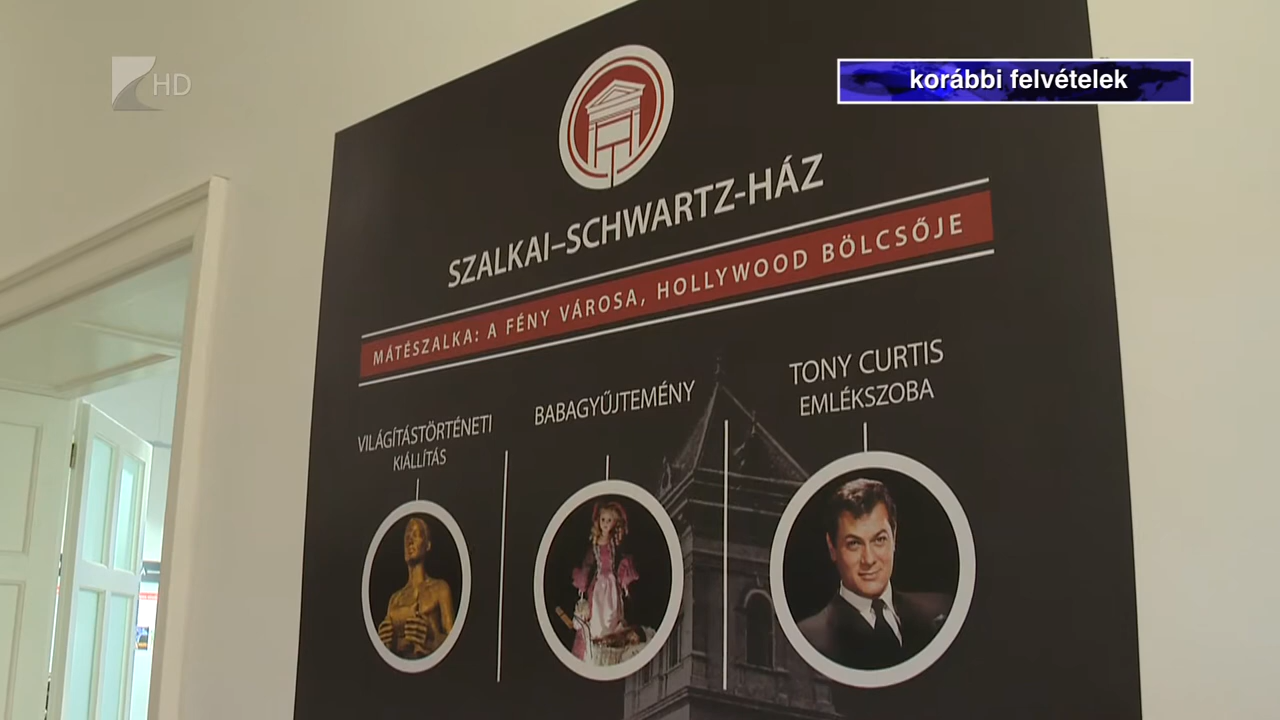 HD
korábbi felvételek
SZALKAI–SCHWARTZ-HÁZ
MÁTÉSZALKA: A FÉNY VÁROSA, HOLLYWOOD BÖLCSŐJE
VILÁGÍTÁSTÖRTÉNETI
KIÁLLÍTÁS
BABAGYŰJTEMÉNY
TONY CURTIS
EMLÉKSZOBA